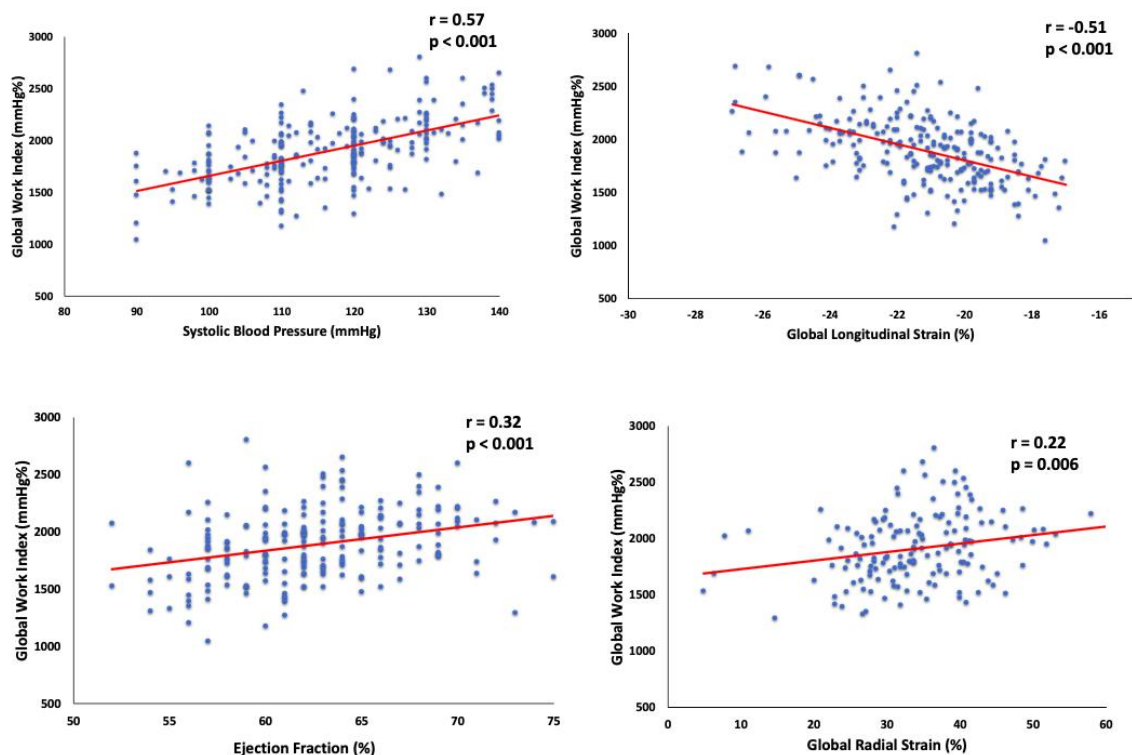 r = 0.57
p < 0.001
3000
2500
2000
1500
1000
500
Global Work Index (mmHg%)
80 90 100 110 120 130 140
Systolic Blood Pressure (mmHg)
r = -0.51
p < 0.001
3000
2500
2000
1500
1000
500
Global Work Index (mmHg%)
-30 -28 -26 -24 -22 -20 -18 -16
Global Longitudinal Strain (%)
r = 0.32
p < 0.001
3000
2500
2000
1500
1000
500
Global Work Index (mmHg%)
50 55 60 65 70 75
Ejection Fraction (%)
r = 0.22
p = 0.006
3000
2500
2000
1500
1000
500
Global Work Index (mmHg%)
0 10 20 30 40 50 60
Global Radial Strain (%)